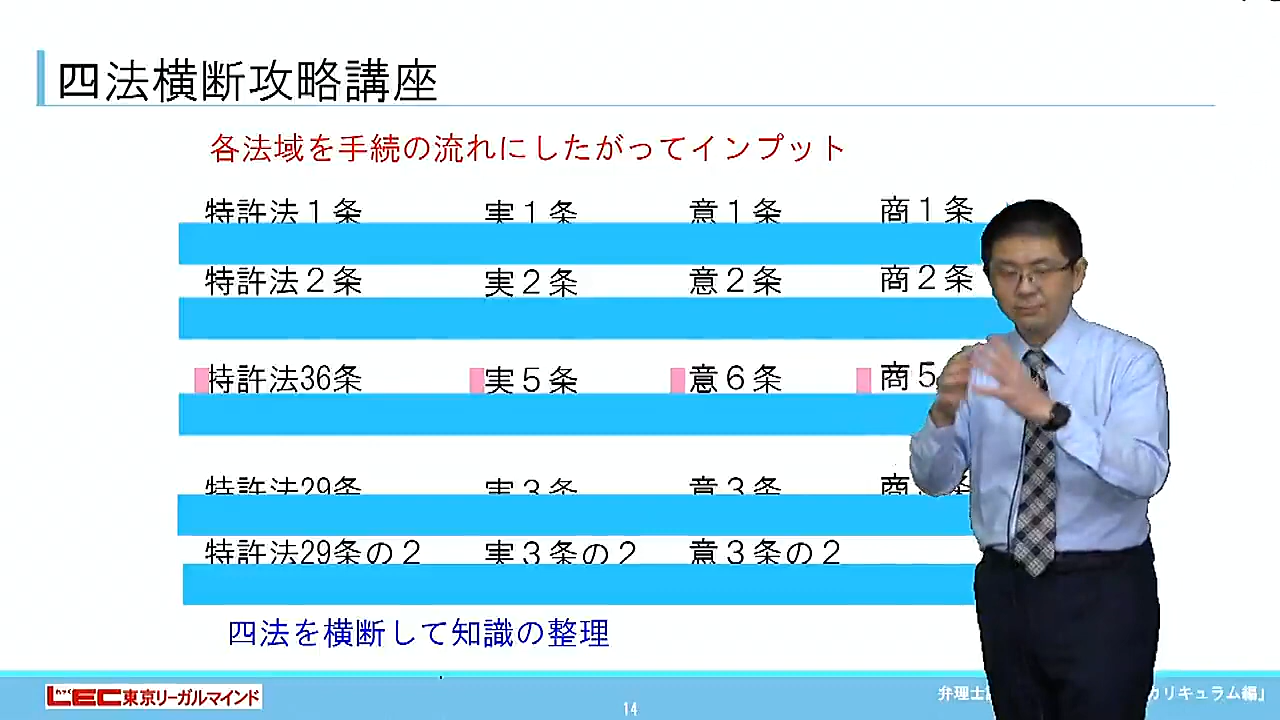 四法横断攻略講座
各法域を手続の流れにしたがってインプット
特許法１条 実１条 意１条 商１条
特許法２条 実２条 意２条 商２条
特許法36条 実５条 意６条 商５
特許法29条 実３条 意３条 商 条
特許法29条の２ 実３条の２ 意３条の２
四法を横断して知識の整理
LEC東京リーガルマインド
14
弁理士 カリキュラム編」